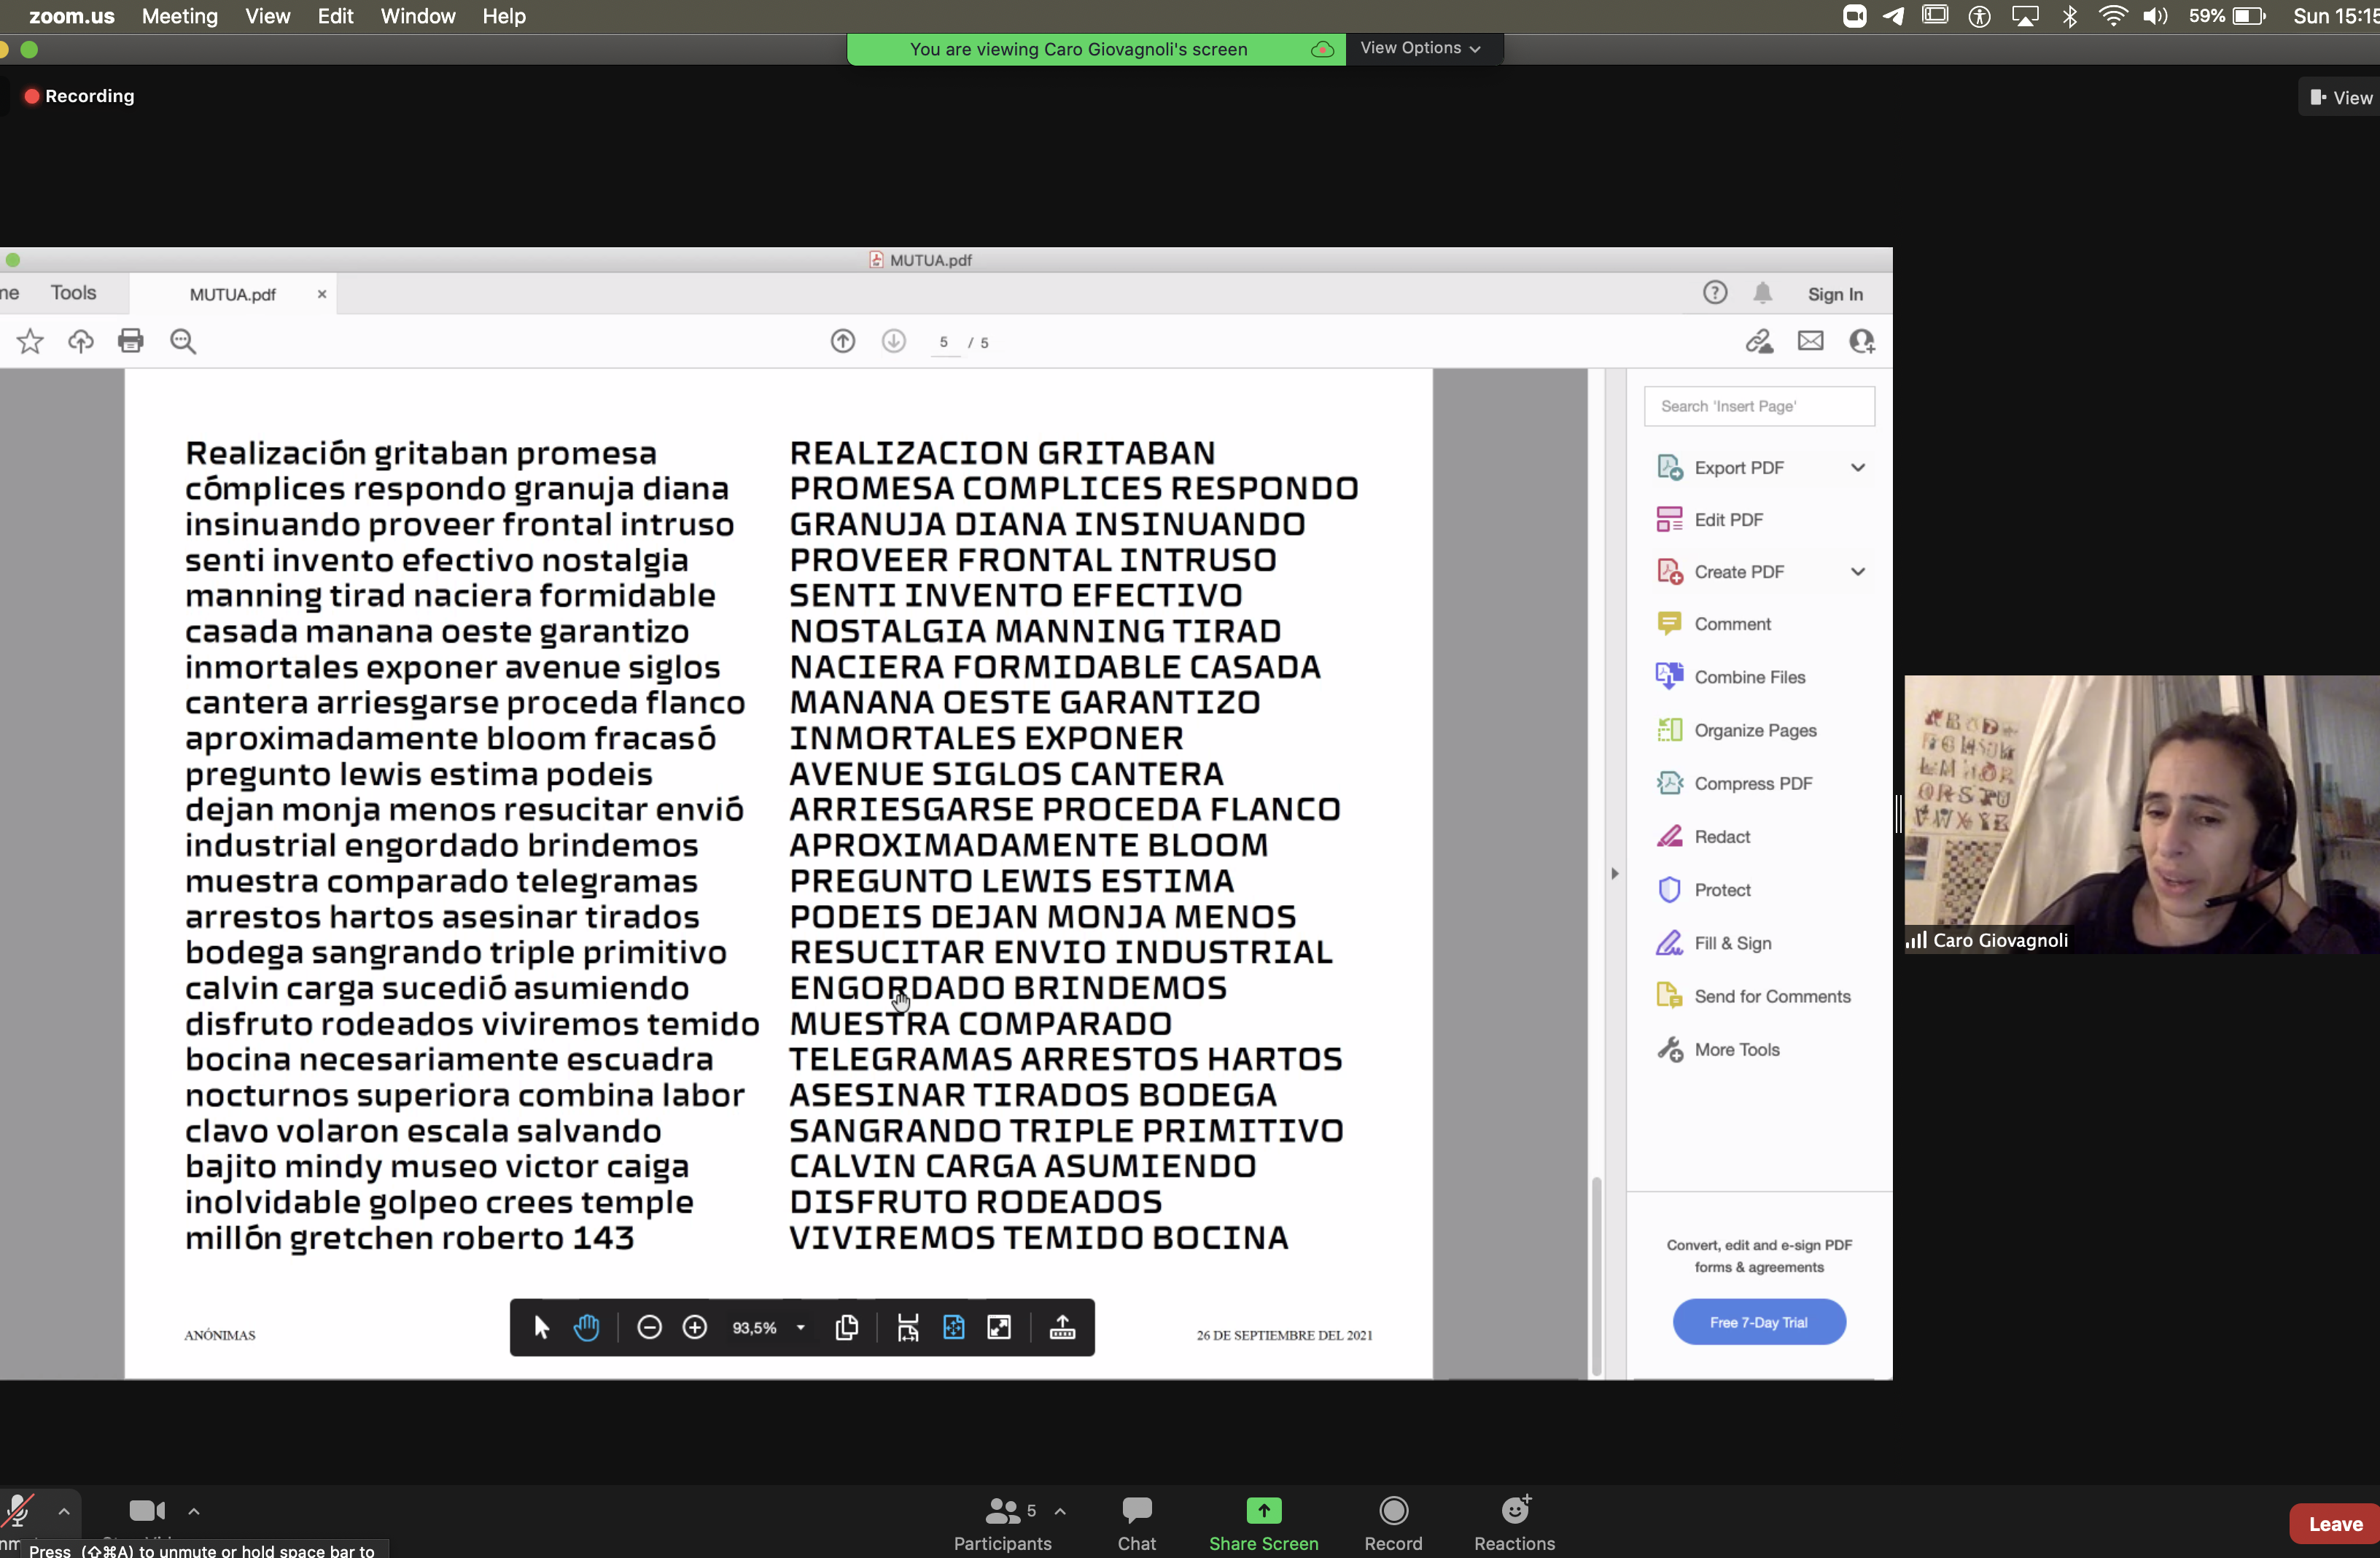 zoom.us Meeting View Edit Window Help 59% Sun 15:15
You are viewing Caro Giovagnoli's screen View Options
Recording
View
MUTUA.pdf
Tools MUTUA.pdf × Sign In
5 / 5
Search 'Insert Page'
Realización gritaban promesa
cómplices respondo granuja diana
insinuando proveer frontal intruso
senti invento efectivo nostalgia
manning tirad naciera formidable
casada manana oeste garantizo
inmortales exponer avenue siglos
cantera arriesgarse proceda flanco
aproximadamente bloom fracasó
pregunto lewis estima podeis
dejan monja menos resucitar envió
industrial engordado brindemos
muestra comparado telegramas
arrestos hartos asesinar tirados
bodega sangrando triple primitivo
calvin carga sucedió asumiendo
disfruto rodeados viviremos temido
bocina necesariamente escuadra
nocturnos superiora combina labor
clavo volaron escala salvando
bajito mindy museo victor caiga
inolvidable golpeo crees temple
millón gretchen roberto 143
REALIZACION GRITABAN
PROMESA COMPLICES RESPONDO
GRANUJA DIANA INSINUANDO
PROVEER FRONTAL INTRUSO
SENTI INVENTO EFECTIVO
NOSTALGIA MANNING TIRAD
NACIERA FORMIDABLE CASADA
MANANA OESTE GARANTIZO
INMORTALES EXPONER
AVENUE SIGLOS CANTERA
ARRIESGARSE PROCEDA FLANCO
APROXIMADAMENTE BLOOM
PREGUNTO LEWIS ESTIMA
PODEIS DEJAN MONJA MENOS
RESUCITAR ENVIO INDUSTRIAL
ENGORDADO BRINDEMOS
MUESTRA COMPARADO
TELEGRAMAS ARRESTOS HARTOS
ASESINAR TIRADOS BODEGA
SANGRANDO TRIPLE PRIMITIVO
CALVIN CARGA ASUMIENDO
DISFRUTO RODEADOS
VIVIREMOS TEMIDO BOCINA
Export PDF
Edit PDF
Create PDF
Comment
Combine Files
Organize Pages
Compress PDF
Redact
Protect
Fill & Sign
Send for Comments
More Tools
Convert, edit and e-sign PDF
forms & agreements
Free 7-Day Trial
Caro Giovagnoli
93,5%
ANÓNIMAS
26 DE SEPTIEMBRE DEL 2021
5
Participants Chat Share Screen Record Reactions
Leave
Press (⇧⌘A) to unmute or hold space bar to